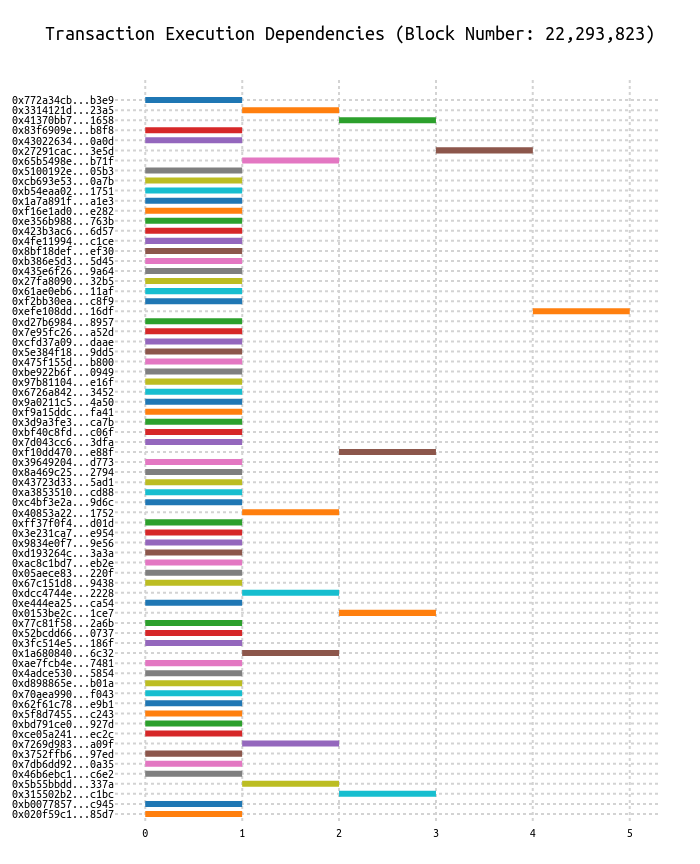 Transaction Execution Dependencies (Block Number: 22,293,823)
0x772a34cb...b3e9
0x3314121d...23a5
0x41370bb7...1658
0x83f6909e...b8f8
0x43022634...0a0d
0x27291cac...3e5d
0x65b5498e...b71f
0x5100192e...05b3
0xcb693e53...0a7b
0xb54eaa02...1751
0x1a7a891f...a1e3
0xf16e1ad0...e282
0xe356b988...763b
0x423b3ac6...6d57
0x4fe11994...c1ce
0x8bf18def...ef30
0xb386e5d3...5d45
0x435e6f26...9a64
0x27fa8090...32b5
0x61ae0eb6...11af
0xf2bb30ea...c8f9
0xefe108dd...16df
0xd27b6984...8957
0x7e95fc26...a52d
0xcfd37a09...daae
0x5e384f18...9dd5
0x475f155d...b800
0xbe922b6f...0949
0x97b81104...e16f
0x6726a842...3452
0x9a0211c5...4a50
0xf9a15ddc...fa41
0x3d9a3fe3...ca7b
0xbf40c8fd...c06f
0x7d043cc6...3dfa
0xf10dd470...e88f
0x39649204...d773
0x8a469c25...2794
0x43723d33...5ad1
0xa3853510...cd88
0xc4bf3e2a...9d6c
0x40853a22...1752
0xff37f0f4...d01d
0x3e231ca7...e954
0x9834e0f7...9e56
0xd193264c...3a3a
0xac8c1bd7...eb2e
0x05aece83...220f
0x67c151d8...9438
0xdcc4744e...2228
0xe444ea25...ca54
0x0153be2c...1ce7
0x77c81f58...2a6b
0x52bcdd66...0737
0x3fc514e5...186f
0x1a680840...6c32
0xae7fcb4e...7481
0x4adce530...5854
0xd898865e...b01a
0x70aea990...f043
0x62f61c78...e9b1
0x5f8d7455...c243
0xbd791ce0...927d
0xce05a241...ec2c
0x7269d983...a09f
0x3752ffb6...97ed
0x7db6dd92...0a35
0x46b6ebc1...c6e2
0x5b55bbdd...337a
0x315502b2...c1bc
0xb0077857...c945
0x020f59c1...85d7
0 1 2 3 4 5